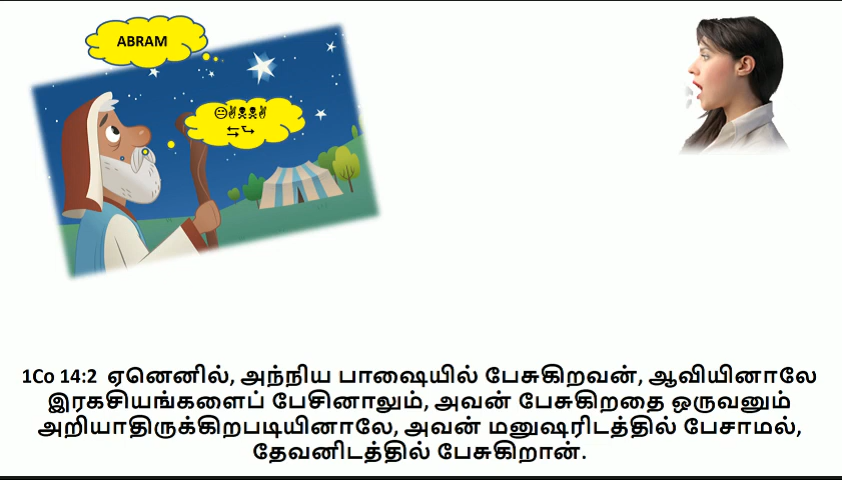 ABRAM
😐✌☠☠✌
⇆↪
1Co 14:2 ஏனெனில், அந்நிய பாஷையில் பேசுகிறவன், ஆவியினாலே
இரகசியங்களைப் பேசினாலும், அவன் பேசுகிறதை ஒருவனும்
அறியாதிருக்கிறபடியினாலே, அவன் மனுஷரிடத்தில் பேசாமல்,
தேவனிடத்தில் பேசுகிறான்.